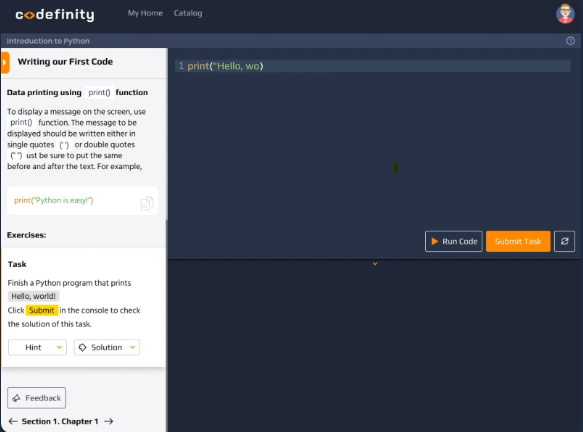 codefinity
My Home Catalog
Introduction to Python
Writing our First Code
Data printing using print() function
To display a message on the screen, use
print() function. The message to be
displayed should be written either in
single quotes (' ') or double quotes
(" ") ust be sure to put the same
before and after the text. For example,
print("Python is easy!")
Exercises:
Task
Finish a Python program that prints
Hello, world!
Click Submit in the console to check
the solution of this task.
Hint
Solution
Feedback
← Section 1. Chapter 1 →
1 print("Hello, wo)
Run Code
Submit Task